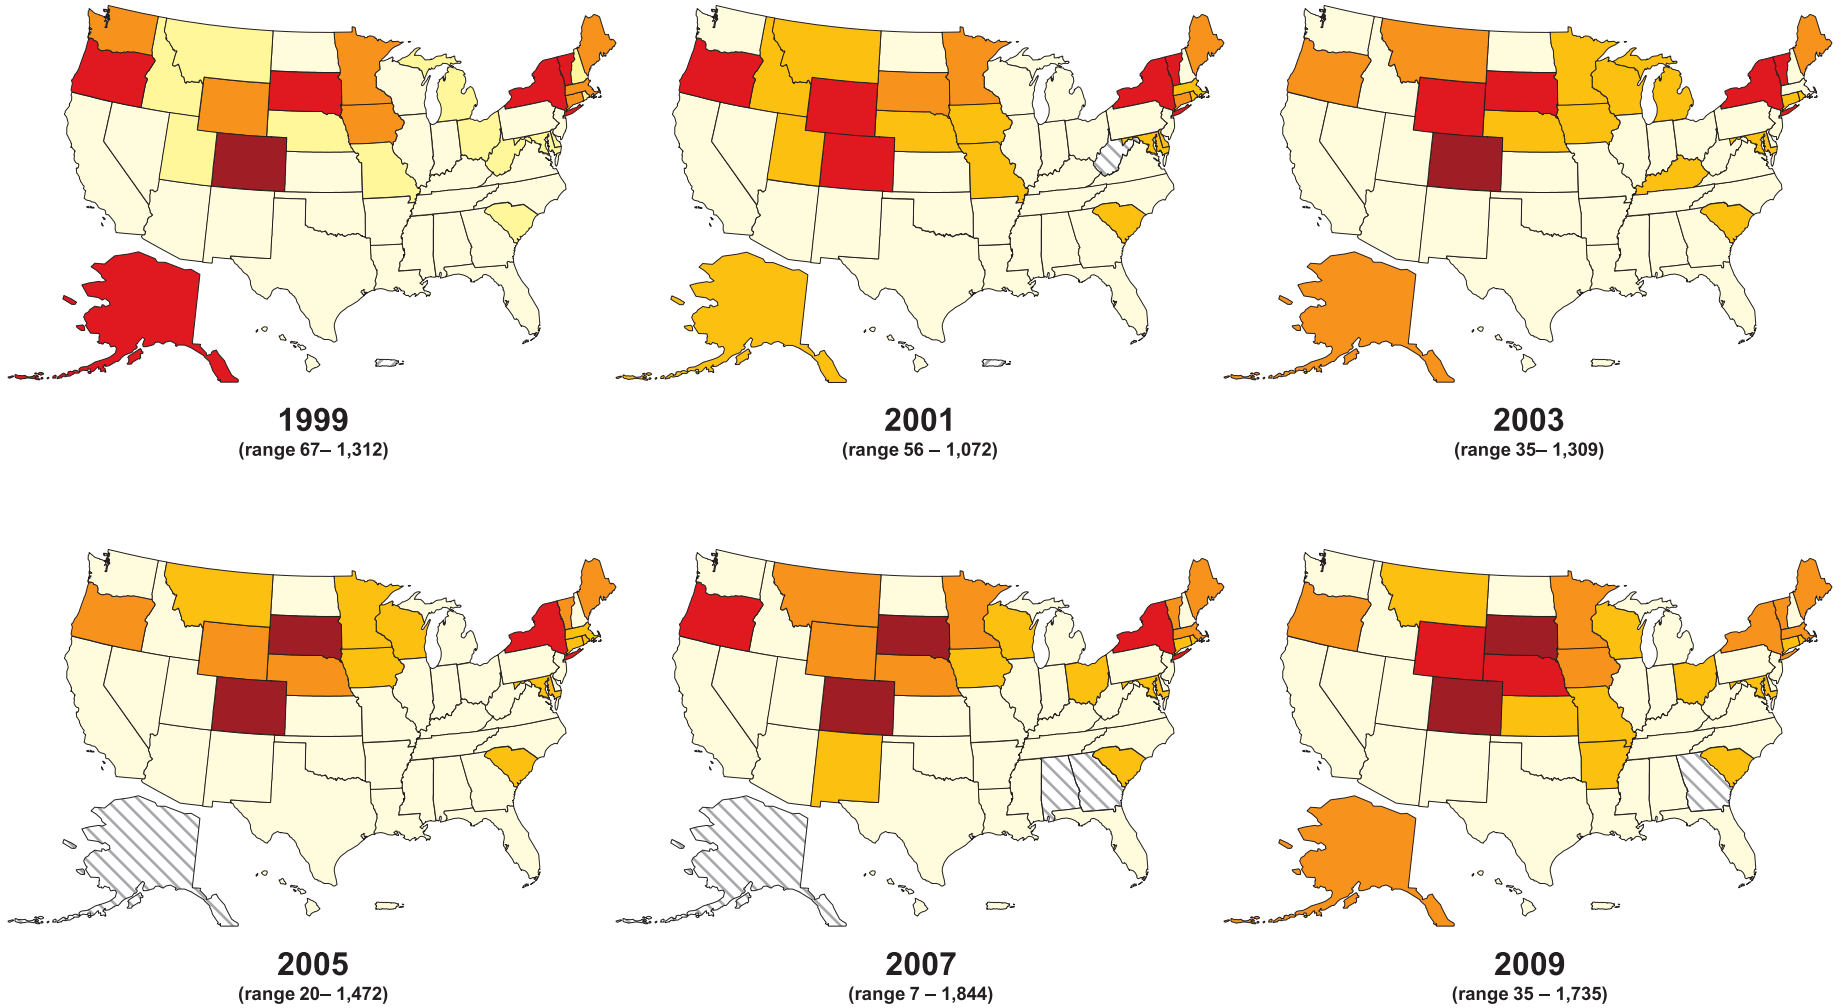 1999
(range 67– 1,312)
2001
(range 56 – 1,072)
2003
(range 35– 1,309)
2005
(range 20– 1,472)
2007
(range 7 – 1,844)
2009
(range 35 – 1,735)